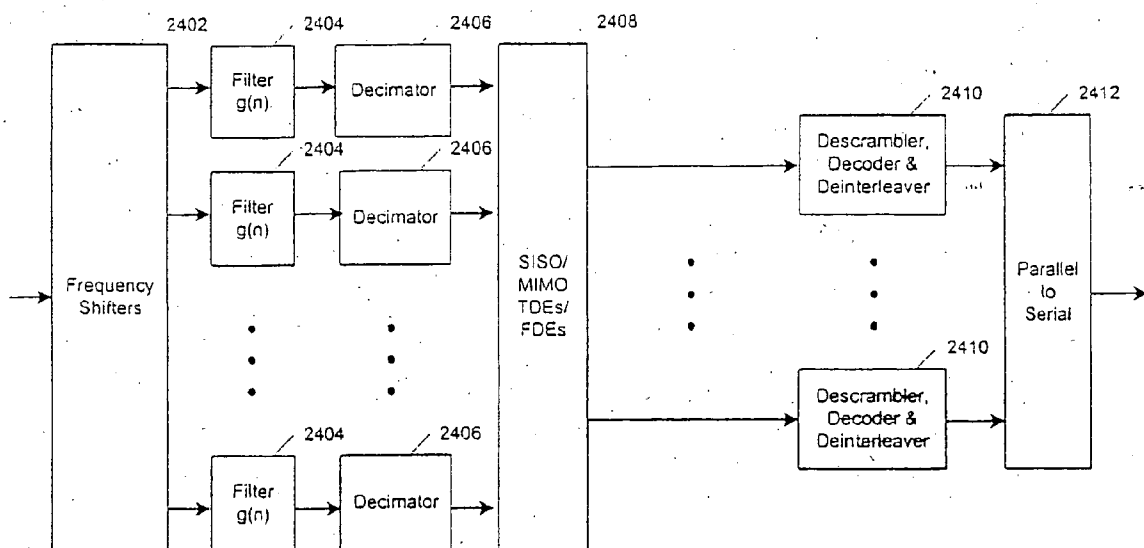 2402
2404
2406
2408
Filter
g(n)
Decimator
2404
2406
Filter
g(n)
Decimator
Frequency
Shifters
2404
2406
Filter
g(n)
Decimator
SISO/
MIMO
TDEs/
FDEs
2410
Descrambler,
Decoder &
Deinterleaver
2410
Descrambler,
Decoder &
Deinterleaver
2412
Parallel
to
Serial